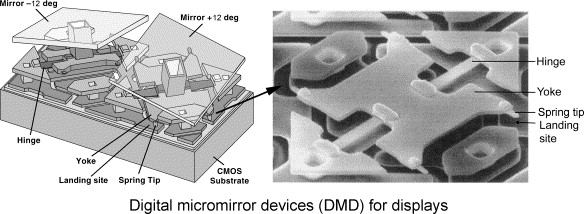 Mirror –12 deg
Mirror +12 deg
Hinge
Yoke
Landing site
Spring Tip
CMOS
Substrate
Hinge
Yoke
Spring tip
Landing
site
Digital micromirror devices (DMD) for displays